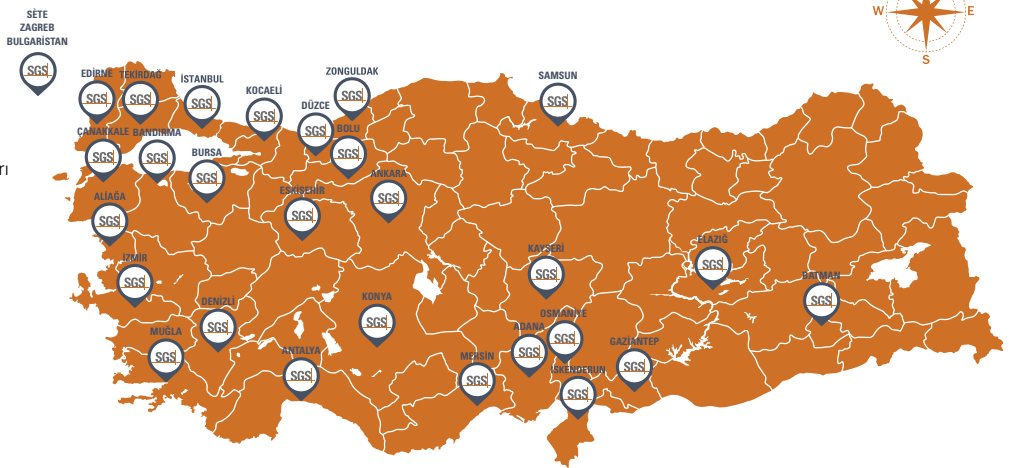 SÈTE
ZAGREB
BULGARİSTAN
SGS
W
E
S
EDİRNE
SGS
TEKİRDAĞ
SGS
İSTANBUL
SGS
KOCAELİ
SGS
DÜZCE
SGS
ZONGULDAK
SGS
BOLU
SGS
SAMSUN
SGS
ÇANAKKALE
SGS
BANDIRMA
SGS
BURSA
SGS
rı
ANKARA
SGS
ESKİŞEHİR
SGS
ALİAĞA
SGS
İZMİR
SGS
KAYSERİ
SGS
ELAZIĞ
SGS
BATMAN
SGS
DENİZLİ
SGS
KONYA
SGS
MUĞLA
SGS
ANTALYA
SGS
MERSİN
SGS
ADANA
SGS
OSMANİYE
SGS
GAZİANTEP
SGS
İSKENDERUN
SGS